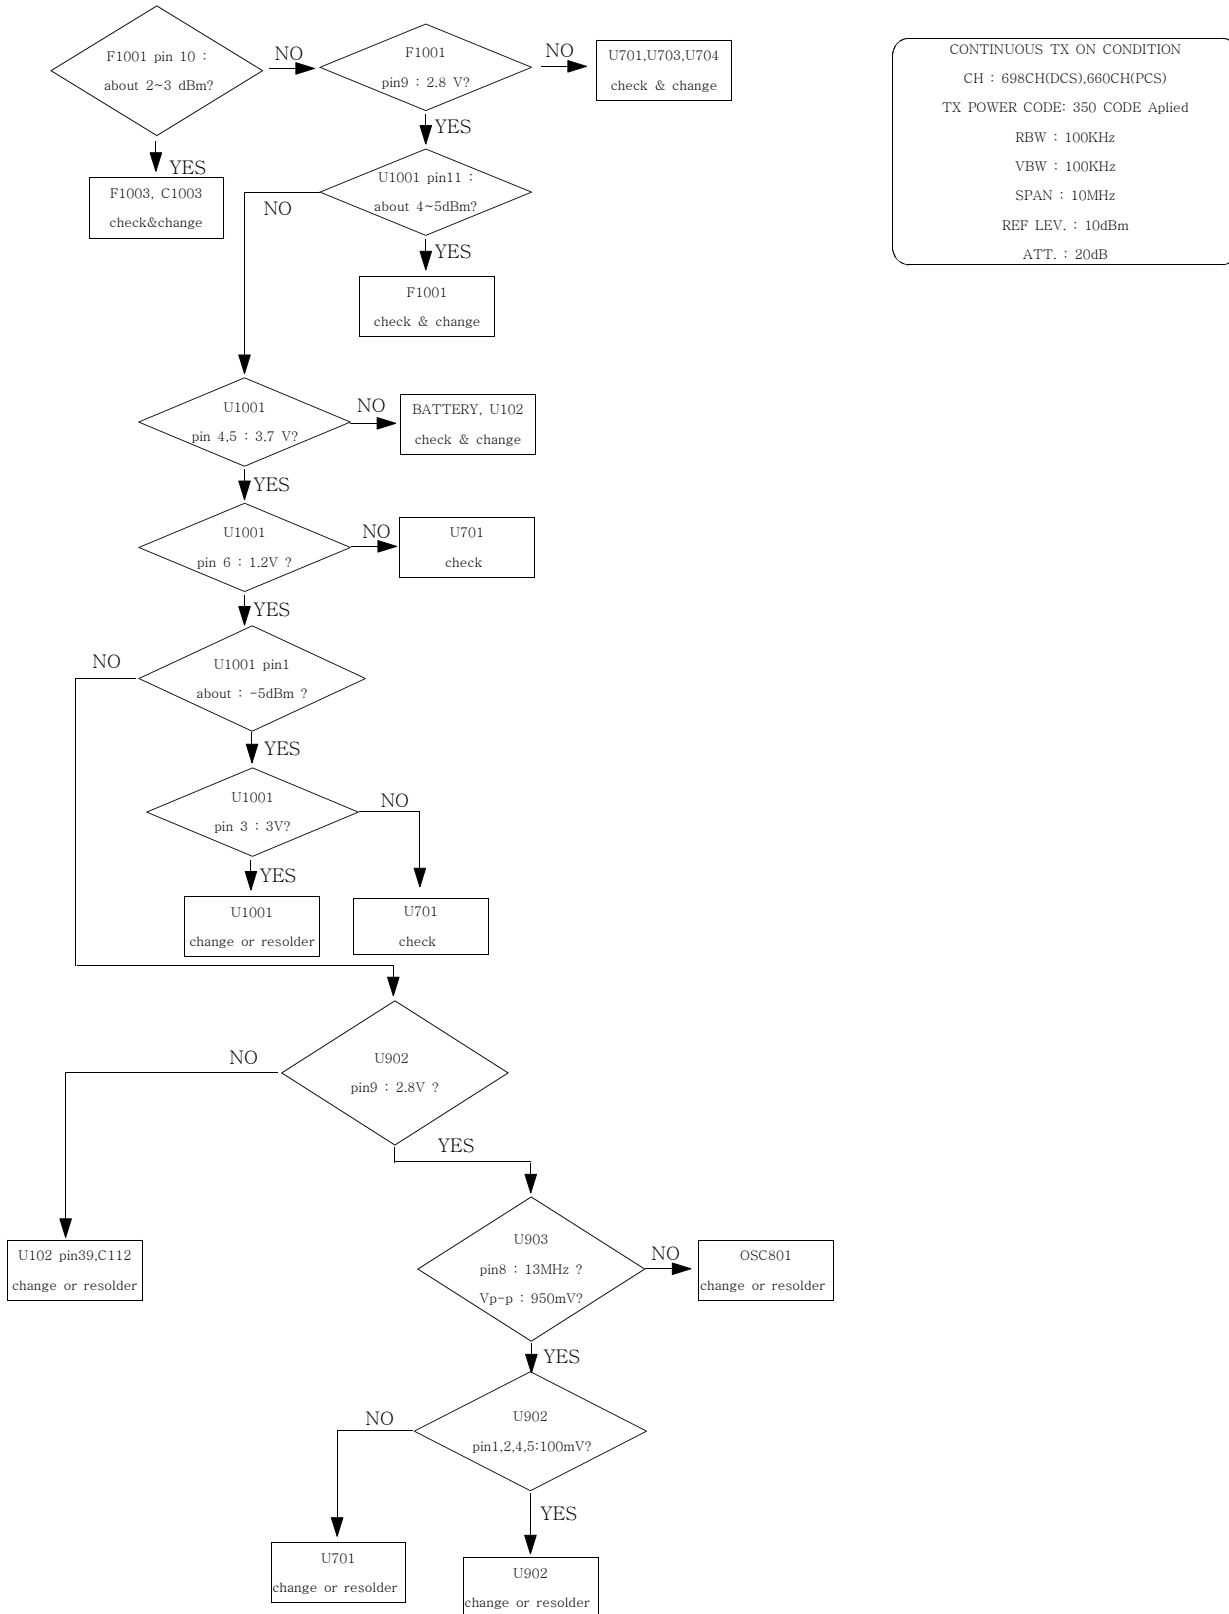 F1001 pin 10 :
about 2~3 dBm?
NO
F1001
pin9 : 2.8 V?
NO
U701,U703,U704
check & change
CONTINUOUS TX ON CONDITION
CH : 698CH(DCS),660CH(PCS)
TX POWER CODE: 350 CODE Aplied
RBW : 100KHz
VBW : 100KHz
SPAN : 10MHz
REF LEV. : 10dBm
ATT. : 20dB
YES
YES
F1003, C1003
check&change
U1001 pin11 :
about 4~5dBm?
NO
YES
F1001
check & change
U1001
pin 4,5 : 3.7 V?
NO
BATTERY, U102
check & change
YES
U1001
pin 6 : 1.2V ?
NO
U701
check
YES
U1001 pin1
about : -5dBm ?
NO
YES
U1001
pin 3 : 3V?
NO
YES
U1001
change or resolder
U701
check
U902
pin9 : 2.8V ?
NO
YES
U102 pin39,C112
change or resolder
U903
pin8 : 13MHz ?
Vp-p : 950mV?
NO
OSC801
change or resolder
YES
U902
pin1,2,4,5:100mV?
NO
YES
U701
change or resolder
U902
change or resolder